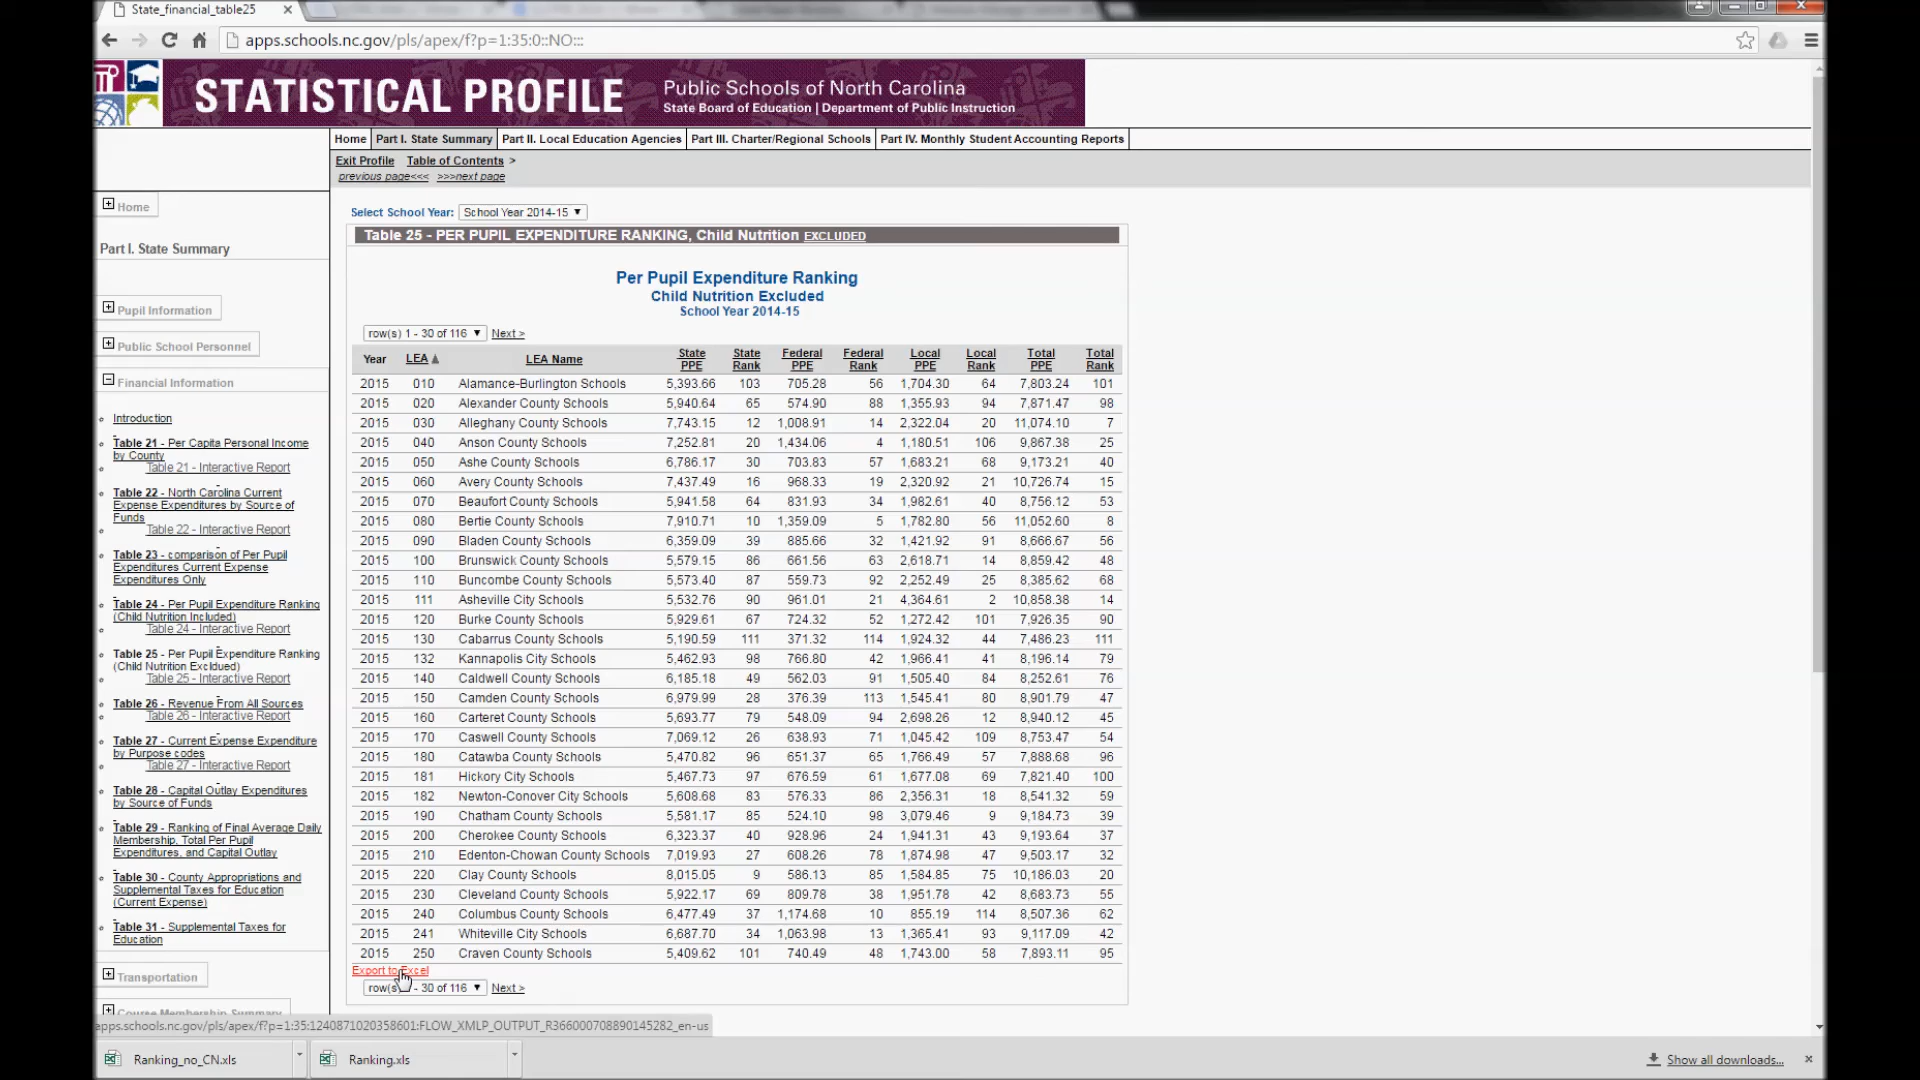 State_financial_table25
apps.schools.nc.gov/pls/apex/f?p=1:35:0::NO:::
STATISTICAL PROFILE
Public Schools of North Carolina
State Board of Education | Department of Public Instruction
Home Part I. State Summary Part II. Local Education Agencies Part III. Charter/Regional Schools Part IV. Monthly Student Accounting Reports
Exit Profile Table of Contents >
previous page<<< >>>next page
Home
Part I. State Summary
Pupil Information
Public School Personnel
Financial Information
Introduction
Table 21 - Per Capita Personal Income
by County
Table 21 - Interactive Report
Table 22 - North Carolina Current
Expense Expenditures by Source of
Funds
Table 22 - Interactive Report
Table 23 - comparison of Per Pupil
Expenditures Current Expense
Expenditures Only
Table 24 - Per Pupil Expenditure Ranking
(Child Nutrition Included)
Table 24 - Interactive Report
Table 25 - Per Pupil Expenditure Ranking
(Child Nutrition Excldued)
Table 25 - Interactive Report
Table 26 - Revenue From All Sources
Table 26 - Interactive Report
Table 27 - Current Expense Expenditure
by Purpose codes
Table 27 - Interactive Report
Table 28 - Capital Outlay Expenditures
by Source of Funds
Table 29 - Ranking of Final Average Daily
Membership, Total Per Pupil
Expenditures, and Capital Outlay
Table 30 - County Appropriations and
Supplemental Taxes for Education
(Current Expense)
Table 31 - Supplemental Taxes for
Education
Transportation
Course Membership Summary
Select School Year: School Year 2014-15
Table 25 - PER PUPIL EXPENDITURE RANKING, Child Nutrition EXCLUDED
Per Pupil Expenditure Ranking
Child Nutrition Excluded
School Year 2014-15
row(s) 1 - 30 of 116 Next >
Year LEA LEA Name State PPE State Rank Federal PPE Federal Rank Local PPE Local Rank Total PPE Total Rank
2015 010 Alamance-Burlington Schools 5,393.66 103 705.28 56 1,704.30 64 7,803.24 101
2015 020 Alexander County Schools 5,940.64 65 574.90 88 1,355.93 94 7,871.47 98
2015 030 Alleghany County Schools 7,743.15 12 1,008.91 14 2,322.04 20 11,074.10 7
2015 040 Anson County Schools 7,252.81 20 1,434.06 4 1,180.51 106 9,867.38 25
2015 050 Ashe County Schools 6,786.17 30 703.83 57 1,683.21 68 9,173.21 40
2015 060 Avery County Schools 7,437.49 16 968.33 19 2,320.92 21 10,726.74 15
2015 070 Beaufort County Schools 5,941.58 64 831.93 34 1,982.61 40 8,756.12 53
2015 080 Bertie County Schools 7,910.71 10 1,359.09 5 1,782.80 56 11,052.60 8
2015 090 Bladen County Schools 6,359.09 39 885.66 32 1,421.92 91 8,666.67 56
2015 100 Brunswick County Schools 5,579.15 86 661.56 63 2,618.71 14 8,859.42 48
2015 110 Buncombe County Schools 5,573.40 87 559.73 92 2,252.49 25 8,385.62 68
2015 111 Asheville City Schools 5,532.76 90 961.01 21 4,364.61 2 10,858.38 14
2015 120 Burke County Schools 5,929.61 67 724.32 52 1,272.42 101 7,926.35 90
2015 130 Cabarrus County Schools 5,190.59 111 371.32 114 1,924.32 44 7,486.23 111
2015 132 Kannapolis City Schools 5,462.93 98 766.80 42 1,966.41 41 8,196.14 79
2015 140 Caldwell County Schools 6,185.18 49 562.03 91 1,505.40 84 8,252.61 76
2015 150 Camden County Schools 6,979.99 28 376.39 113 1,545.41 80 8,901.79 47
2015 160 Carteret County Schools 5,693.77 79 548.09 94 2,698.26 12 8,940.12 45
2015 170 Caswell County Schools 7,069.12 26 638.93 71 1,045.42 109 8,753.47 54
2015 180 Catawba County Schools 5,470.82 96 651.37 65 1,766.49 57 7,888.68 96
2015 181 Hickory City Schools 5,467.73 97 676.59 61 1,677.08 69 7,821.40 100
2015 182 Newton-Conover City Schools 5,608.68 83 576.33 86 2,356.31 18 8,541.32 59
2015 190 Chatham County Schools 5,581.17 85 524.10 98 3,079.46 9 9,184.73 39
2015 200 Cherokee County Schools 6,323.37 40 928.96 24 1,941.31 43 9,193.64 37
2015 210 Edenton-Chowan County Schools 7,019.93 27 608.26 78 1,874.98 47 9,503.17 32
2015 220 Clay County Schools 8,015.05 9 586.13 85 1,584.85 75 10,186.03 20
2015 230 Cleveland County Schools 5,922.17 69 809.78 38 1,951.78 42 8,683.73 55
2015 240 Columbus County Schools 6,477.49 37 1,174.68 10 855.19 114 8,507.36 62
2015 241 Whiteville City Schools 6,687.70 34 1,063.98 13 1,365.41 93 9,117.09 42
2015 250 Craven County Schools 5,409.62 101 740.49 48 1,743.00 58 7,893.11 95
Export to Excel
row(s) - 30 of 116 Next >
apps.schools.nc.gov/pls/apex/f?p=1:35:1240871020358601:FLOW_XMLP_OUTPUT_R366000708890145282_en-us
Ranking_no_CN.xls Ranking.xls Show all downloads...